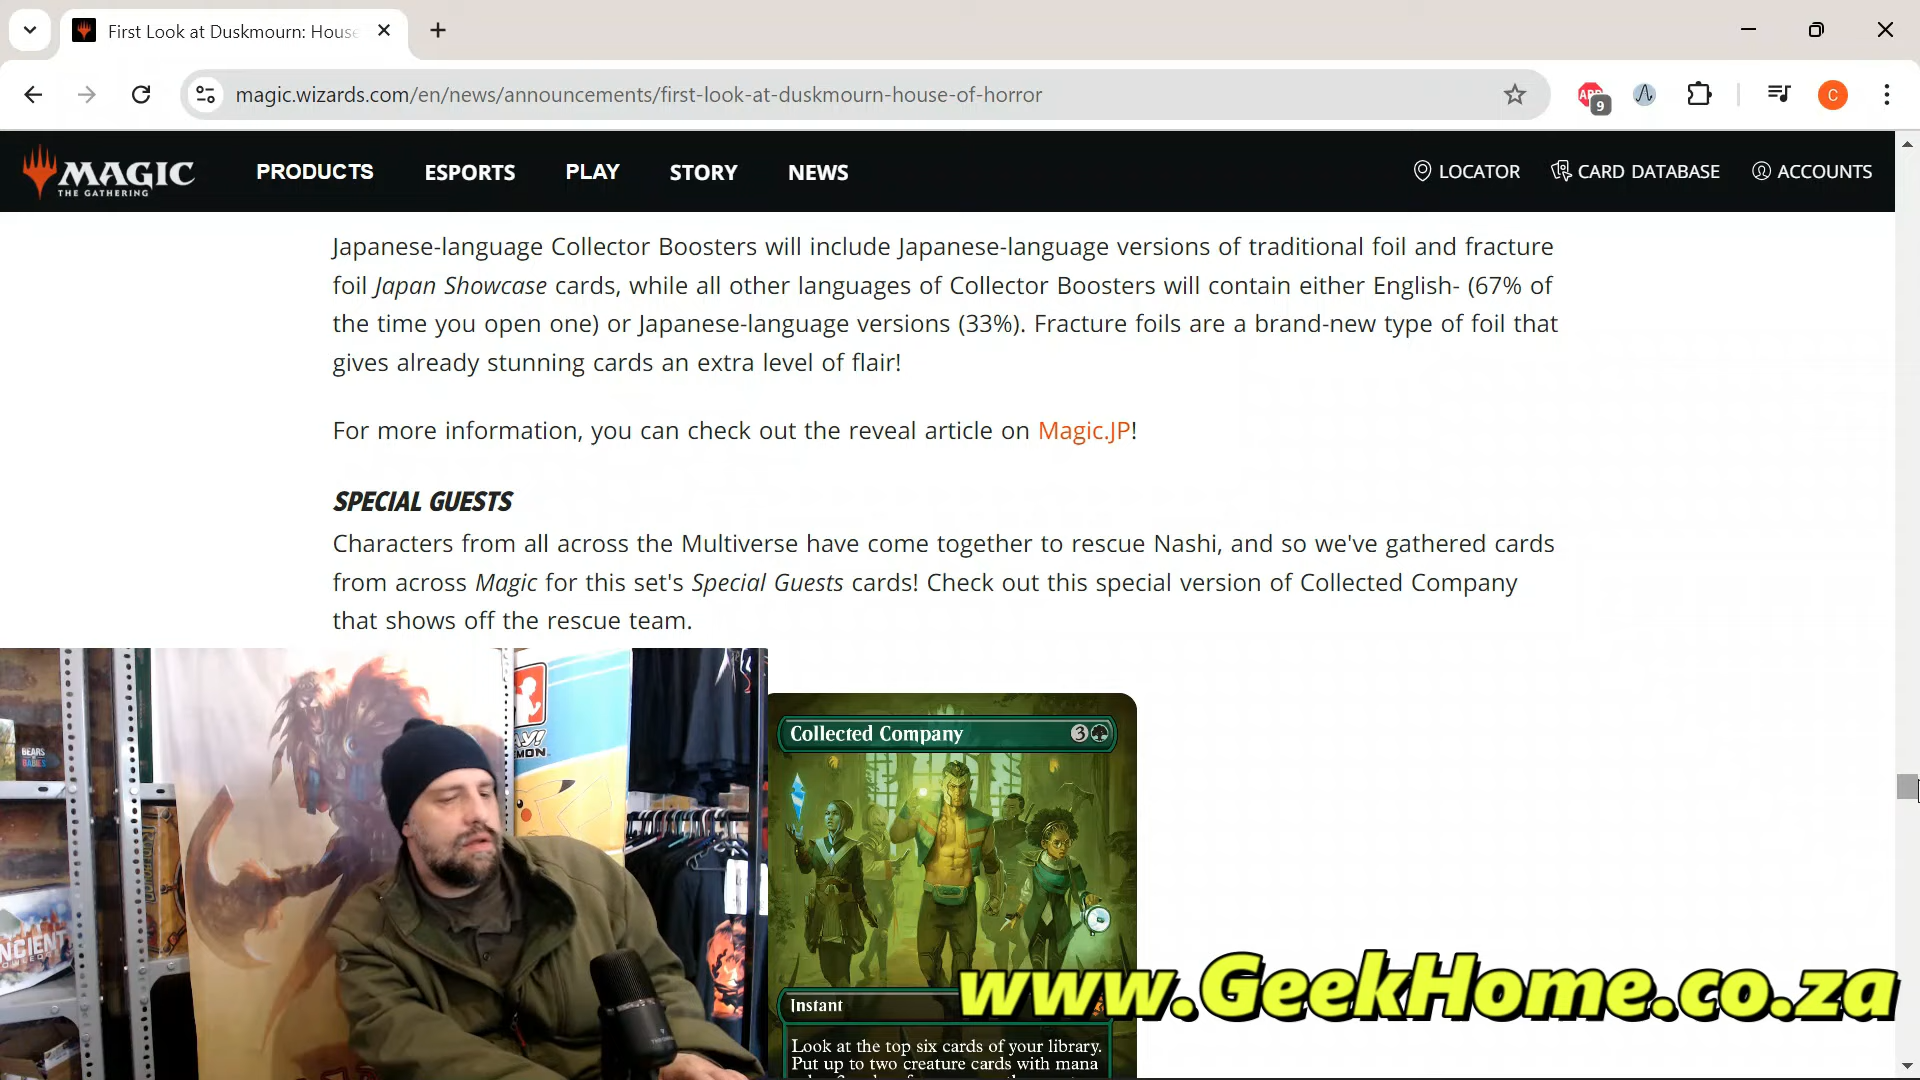 First Look at Duskmourn: House
magic.wizards.com/en/news/announcements/first-look-at-duskmourn-house-of-horror
ABP
9
C
MAGIC
THE GATHERING
PRODUCTS
ESPORTS
PLAY
STORY
NEWS
LOCATOR
CARD DATABASE
ACCOUNTS
Japanese-language Collector Boosters will include Japanese-language versions of traditional foil and fracture
foil Japan Showcase cards, while all other languages of Collector Boosters will contain either English- (67% of
the time you open one) or Japanese-language versions (33%). Fracture foils are a brand-new type of foil that
gives already stunning cards an extra level of flair!
For more information, you can check out the reveal article on Magic.JP!
SPECIAL GUESTS
Characters from all across the Multiverse have come together to rescue Nashi, and so we've gathered cards
from across Magic for this set's Special Guests cards! Check out this special version of Collected Company
that shows off the rescue team.
BEARS
BABIES
AY!
MON
NCIENT
Collected Company
3
Instant
Look at the top six cards of your library.
Put up to two creature cards with mana
www.GeekHome.co.za